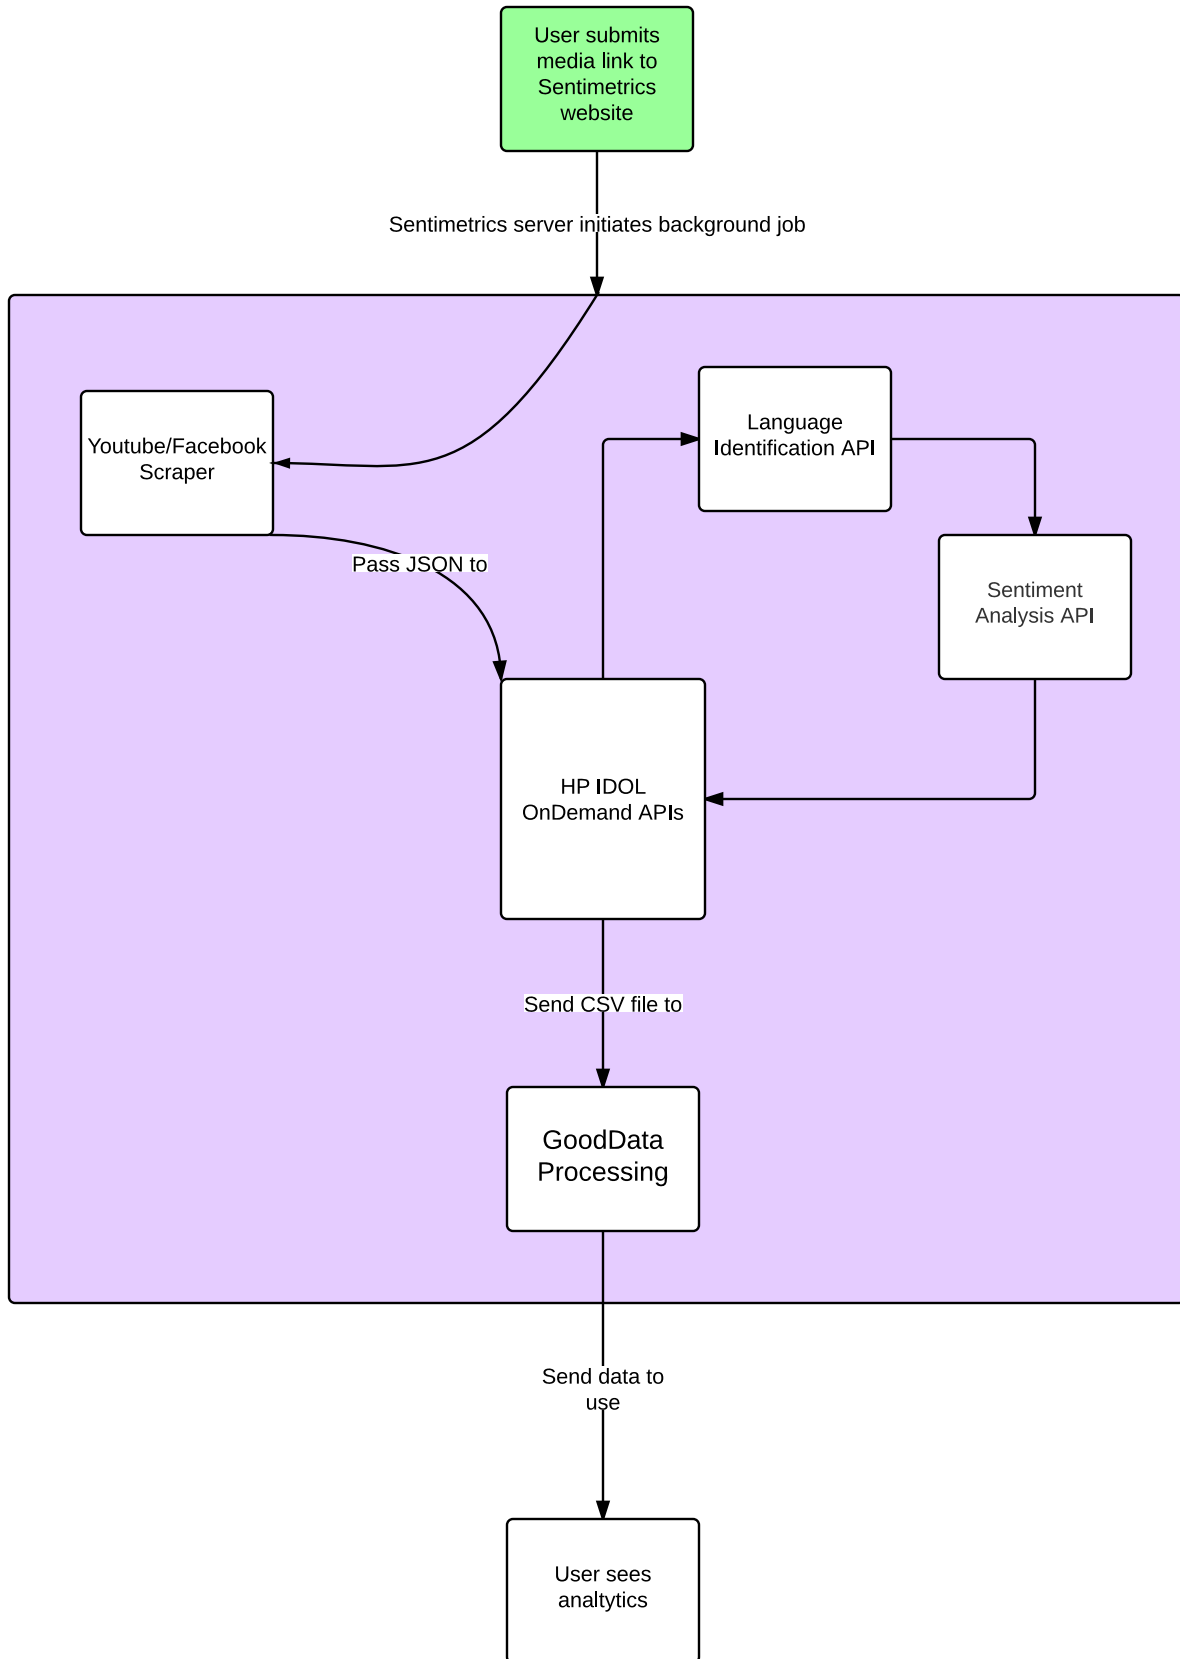 User submits
media link to
Sentimetrics
website
Sentimetrics server initiates background job
Youtube/Facebook
Scraper
Language
Identification API
Pass JSON to
Sentiment
Analysis API
HP IDOL
OnDemand APIs
Send CSV file to
GoodData
Processing
Send data to
use
User sees
analtytics